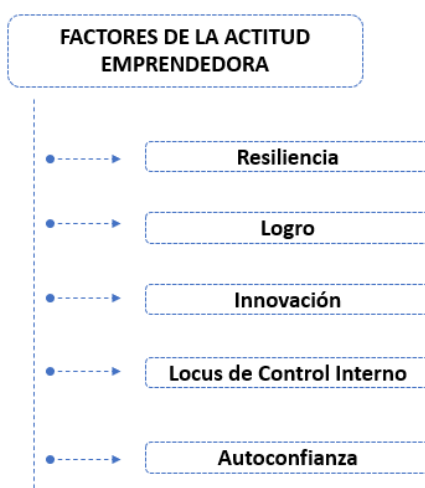 FACTORES DE LA ACTITUD
EMPRENDEDORA
Resiliencia
Logro
Innovación
Locus de Control Interno
Autoconfianza